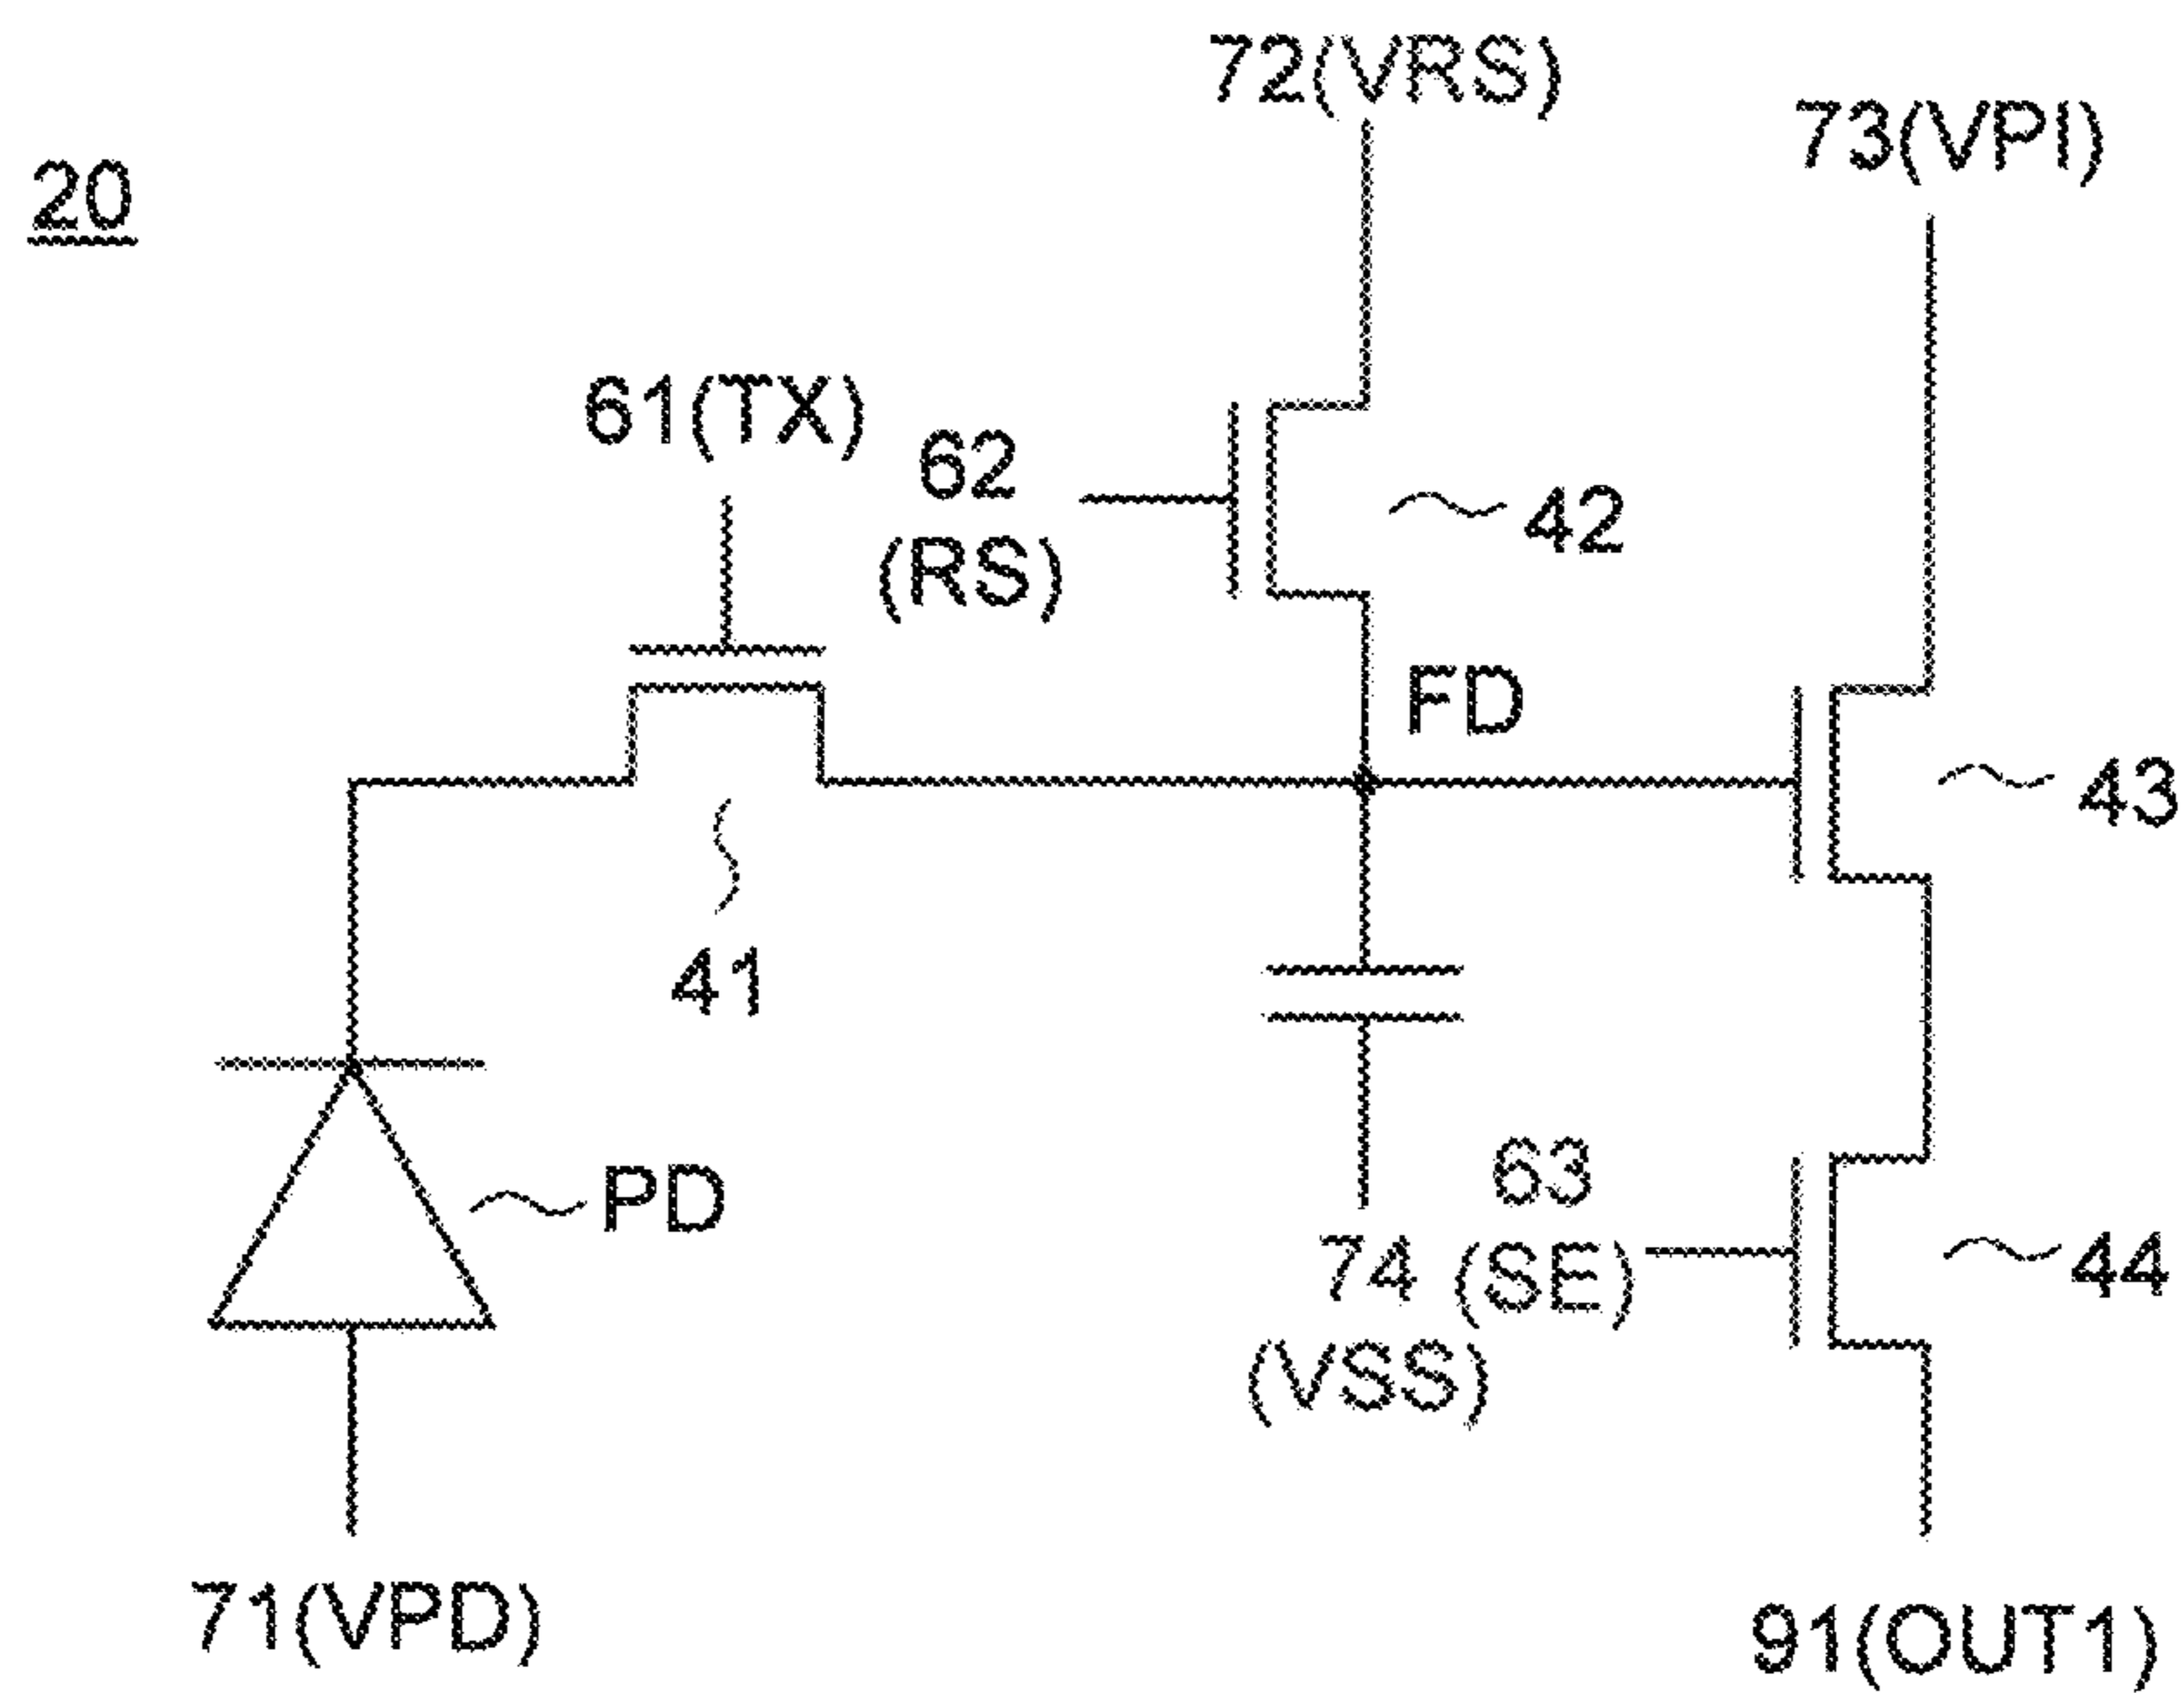 72(VRS)
73(VPI)
20
61(TX)
62
(RS)
42
FD
43
41
63
PD
74
(SE)
44
(VSS)
71(VPD)
91(OUT1)